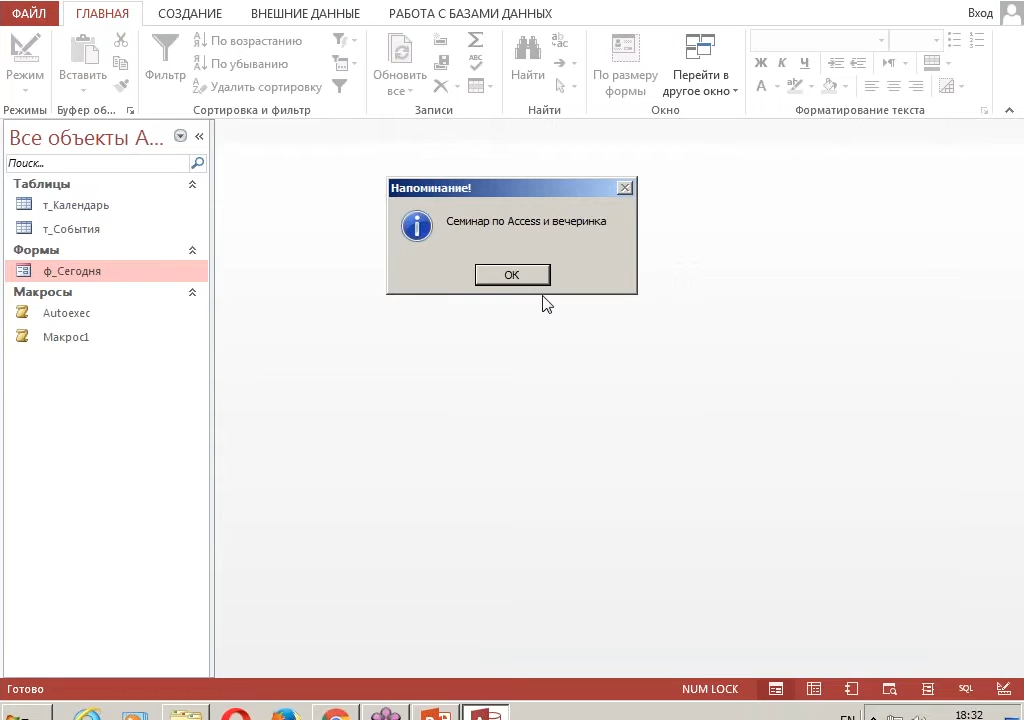 ФАЙЛ ГЛАВНАЯ СОЗДАНИЕ ВНЕШНИЕ ДАННЫЕ РАБОТА С БАЗАМИ ДАННЫХ Вход
Режим
Режимы
Вставить
Буфер об...
Фильтр
По возрастанию
По убыванию
Удалить сортировку
Сортировка и фильтр
Обновить
все
Записи
Найти
Найти
По размеру
формы
Перейти в
другое окно
Окно
Ж К Ч
Форматирование текста
Все объекты A... «
Поиск...
Таблицы
т_Календарь
т_События
Формы
ф_Сегодня
Макросы
Autoexec
Макрос1
Напоминание!
Семинар по Access и вечеринка
OK
Готово NUM LOCK SQL
EN 18:32